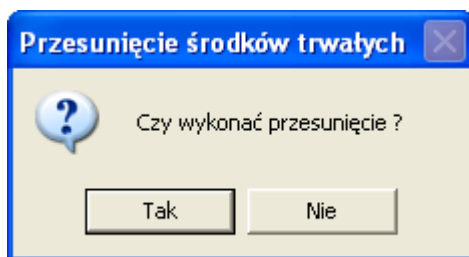 Przesunięcie środków trwałych
Czy wykonać przesunięcie ?
Tak
Nie